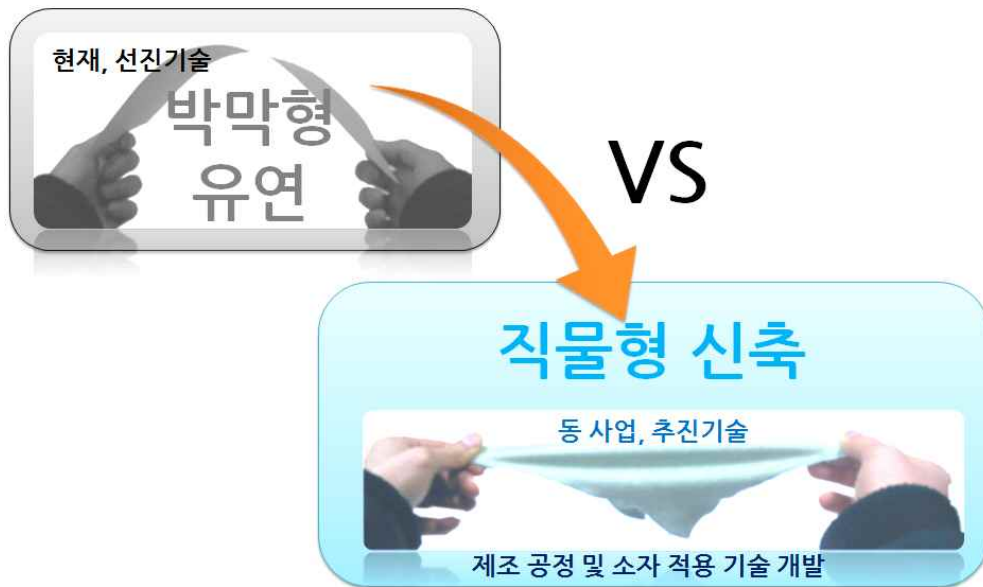 현재, 선진기술
박막형
유연
VS
직물형 신축
동 사업, 추진기술
제조 공정 및 소자 적용 기술 개발